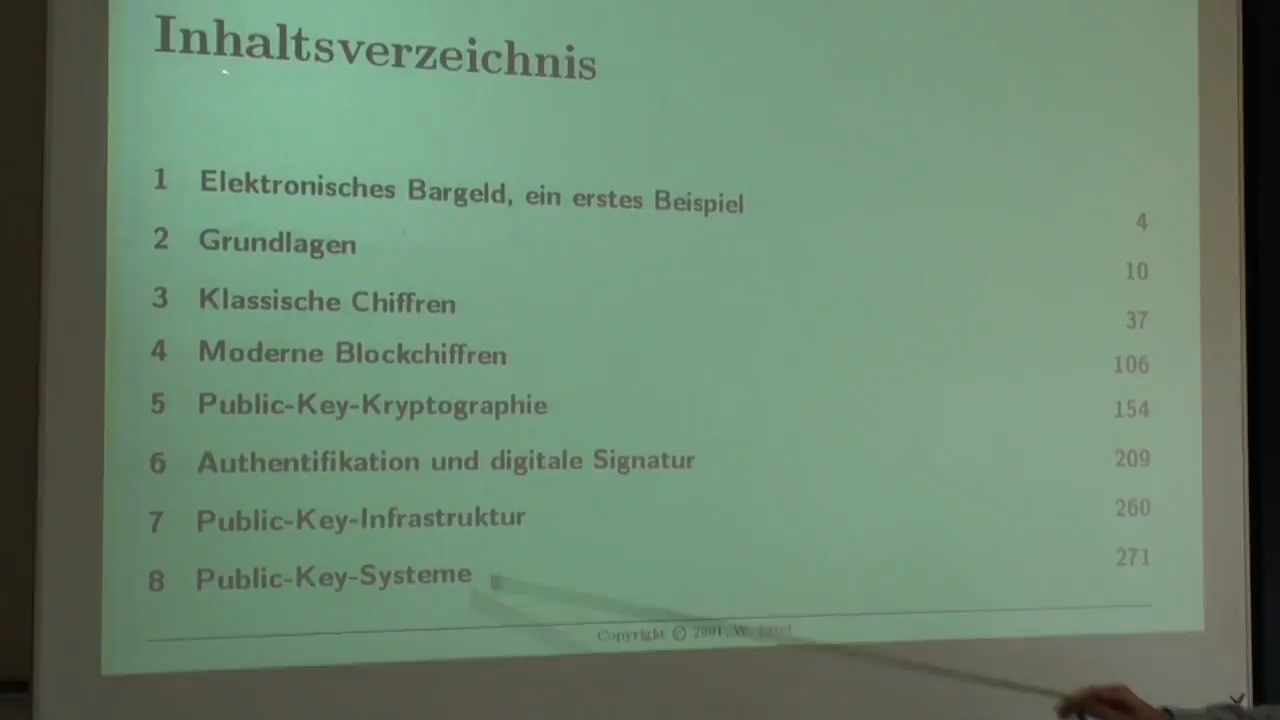 Inhaltsverzeichnis
1 Elektronisches Bargeld, ein erstes Beispiel 4
2 Grundlagen 10
3 Klassische Chiffren 37
4 Moderne Blockchiffren 106
5 Public-Key-Kryptographie 154
6 Authentifikation und digitale Signatur 209
7 Public-Key-Infrastruktur 260
8 Public-Key-Systeme 271
Copyright ©